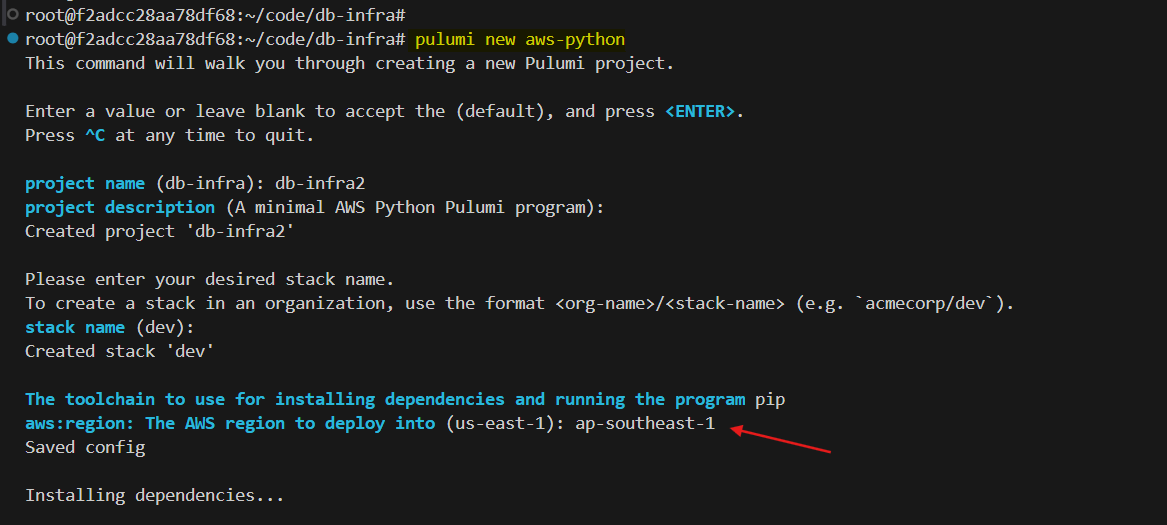 root@f2adcc28aa78df68:~/code/db-infra#
root@f2adcc28aa78df68:~/code/db-infra# pulumi new aws-python
This command will walk you through creating a new Pulumi project.
Enter a value or leave blank to accept the (default), and press <ENTER>.
Press ^C at any time to quit.
project name (db-infra): db-infra2
project description (A minimal AWS Python Pulumi program):
Created project 'db-infra2'
Please enter your desired stack name.
To create a stack in an organization, use the format <org-name>/<stack-name> (e.g. `acmecorp/dev`).
stack name (dev):
Created stack 'dev'
The toolchain to use for installing dependencies and running the program pip
aws:region: The AWS region to deploy into (us-east-1): ap-southeast-1
Saved config
Installing dependencies...